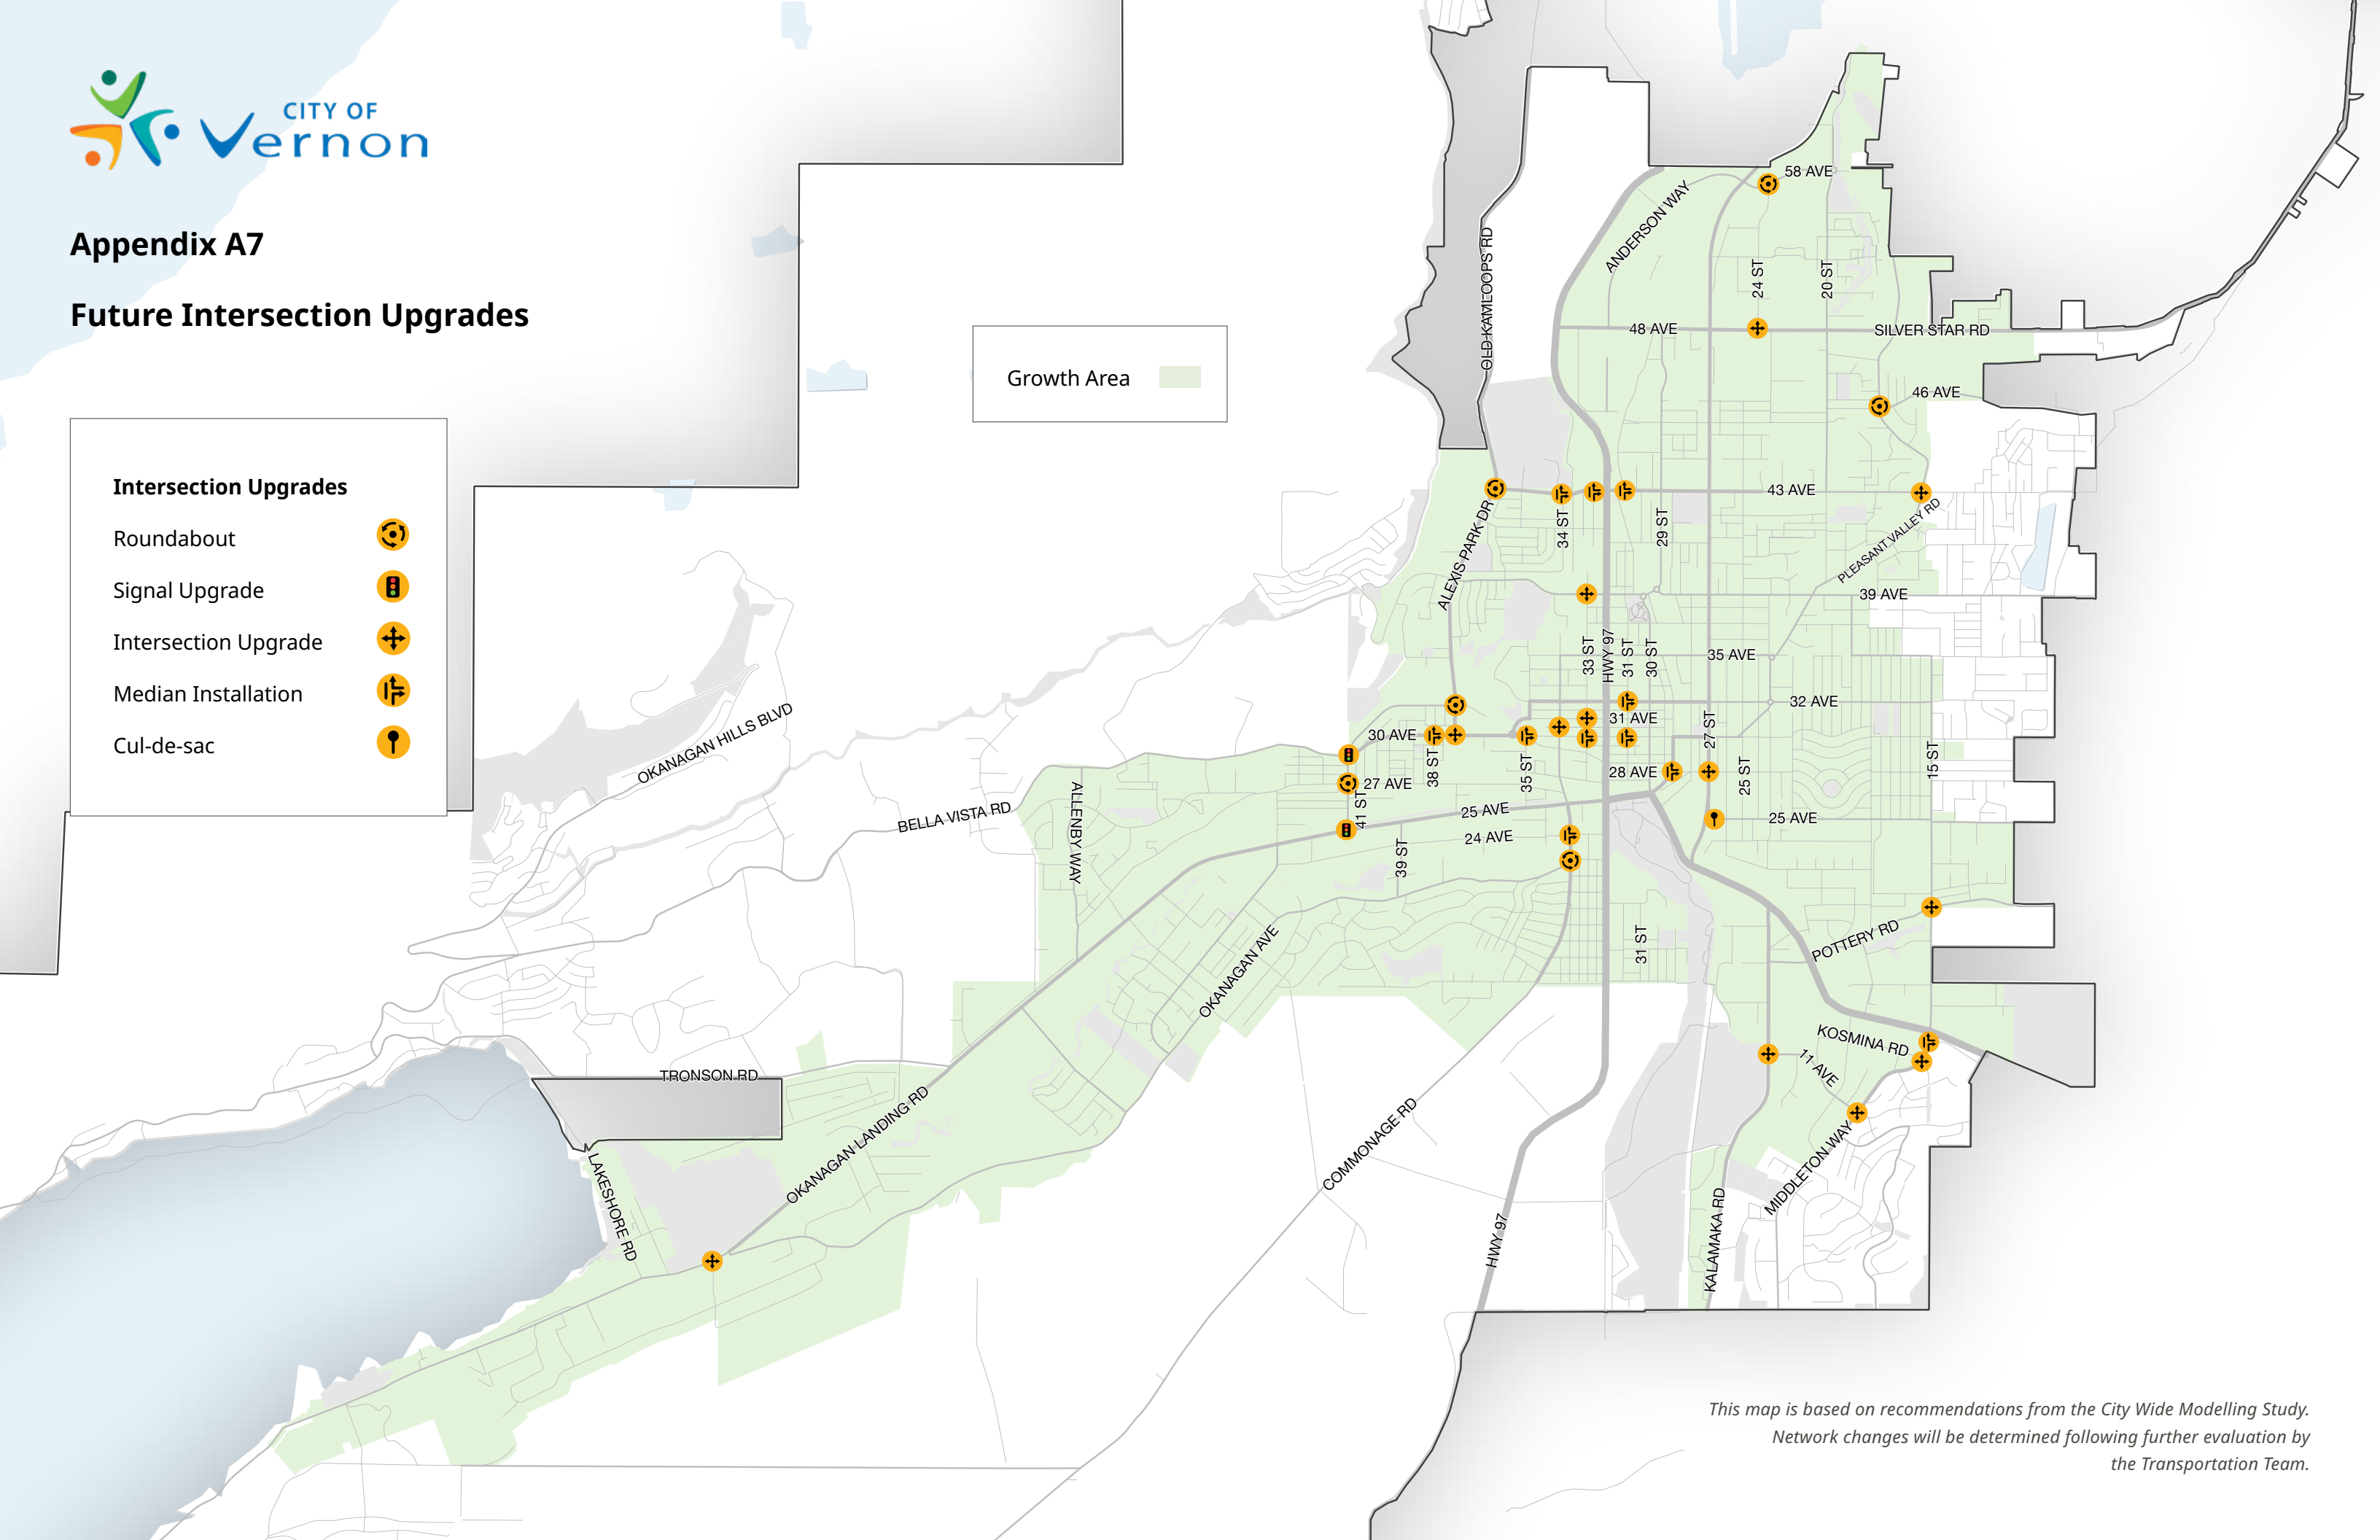 CITY OF
Vernon
Appendix A7
Future Intersection Upgrades
Intersection Upgrades
Roundabout
Signal Upgrade
Intersection Upgrade
Median Installation
Cul-de-sac
Growth Area
58 AVE
ANDERSON WAY
OLD KAMLOOPS RD
24 ST
20 ST
48 AVE
SILVER STAR RD
46 AVE
43 AVE
ALEXIS PARK DR
34 ST
29 ST
PLEASANT VALLEY RD
39 AVE
33 ST
HWY 97
31 ST
30 ST
35 AVE
32 AVE
31 AVE
27 ST
30 AVE
38 ST
35 ST
28 AVE
25 ST
15 ST
27 AVE
41 ST
25 AVE
25 AVE
24 AVE
39 ST
OKANAGAN HILLS BLVD
BELLA VISTA RD
ALLENBY WAY
OKANAGAN AVE
31 ST
POTTERY RD
KOSMINA RD
11 AVE
TRONSON RD
OKANAGAN LANDING RD
LAKESHORE RD
COMMONAGE RD
HWY 97
KALAMAKA RD
MIDDLETON WAY
This map is based on recommendations from the City Wide Modelling Study.
Network changes will be determined following further evaluation by
the Transportation Team.